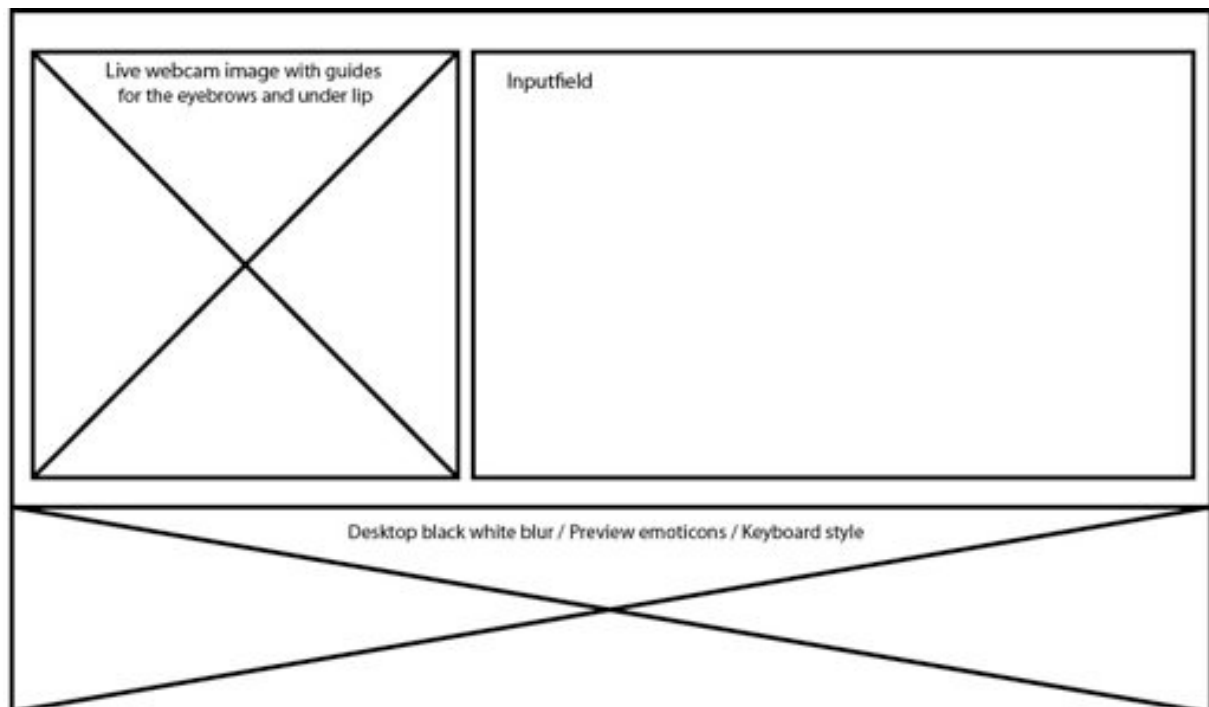 Live webcam image with guides
for the eyebrows and under lip
Inputfield
Desktop black white blur / Preview emoticons / Keyboard style